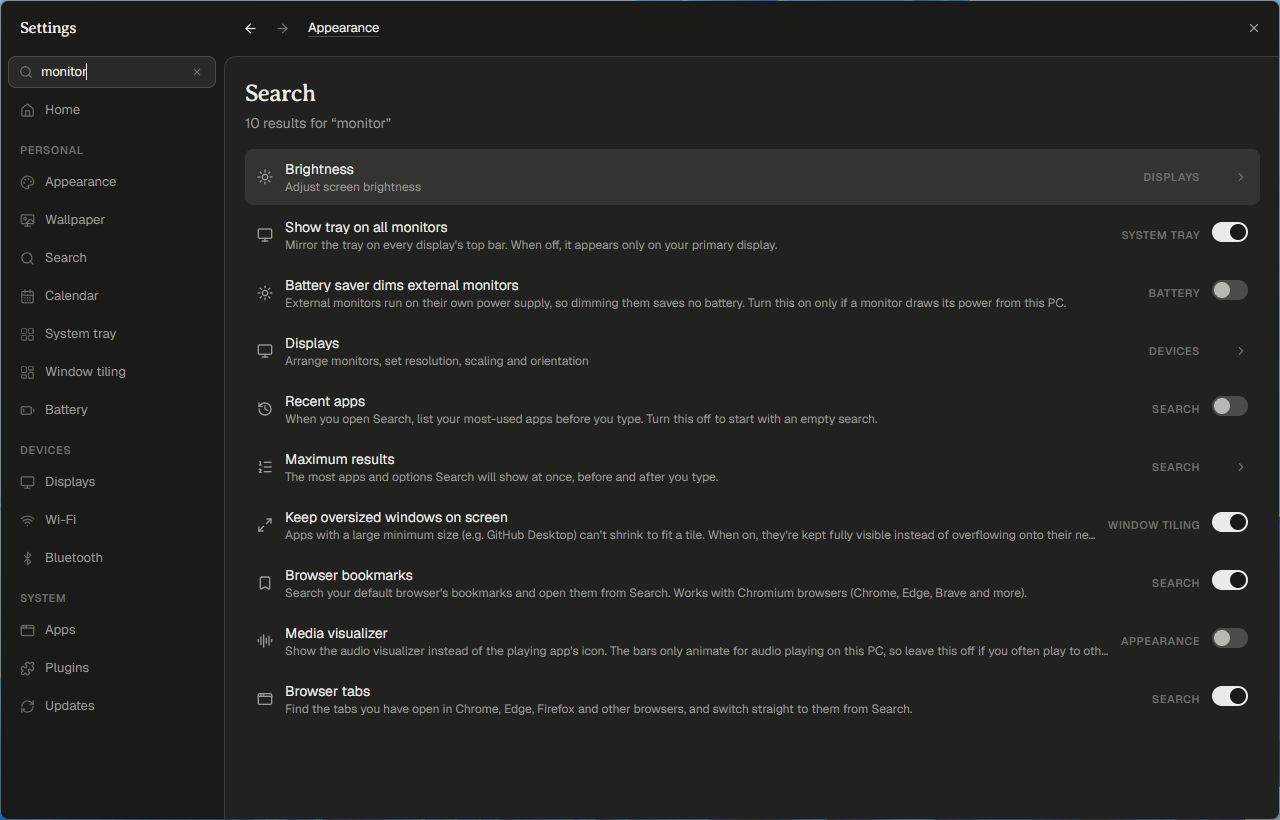 Settings
Appearance
monitor
Home
PERSONAL
Appearance
Wallpaper
Search
Calendar
System tray
Window tiling
Battery
DEVICES
Displays
Wi-Fi
Bluetooth
SYSTEM
Apps
Plugins
Updates
Search
10 results for “monitor”
Brightness
Adjust screen brightness
DISPLAYS
Show tray on all monitors
Mirror the tray on every display's top bar. When off, it appears only on your primary display.
SYSTEM TRAY
Battery saver dims external monitors
External monitors run on their own power supply, so dimming them saves no battery. Turn this on only if a monitor draws its power from this PC.
BATTERY
Displays
Arrange monitors, set resolution, scaling and orientation
DEVICES
Recent apps
When you open Search, list your most-used apps before you type. Turn this off to start with an empty search.
SEARCH
Maximum results
The most apps and options Search will show at once, before and after you type.
SEARCH
Keep oversized windows on screen
Apps with a large minimum size (e.g. GitHub Desktop) can't shrink to fit a tile. When on, they're kept fully visible instead of overflowing onto their ne…
WINDOW TILING
Browser bookmarks
Search your default browser's bookmarks and open them from Search. Works with Chromium browsers (Chrome, Edge, Brave and more).
SEARCH
Media visualizer
Show the audio visualizer instead of the playing app's icon. The bars only animate for audio playing on this PC, so leave this off if you often play to oth…
APPEARANCE
Browser tabs
Find the tabs you have open in Chrome, Edge, Firefox and other browsers, and switch straight to them from Search.
SEARCH